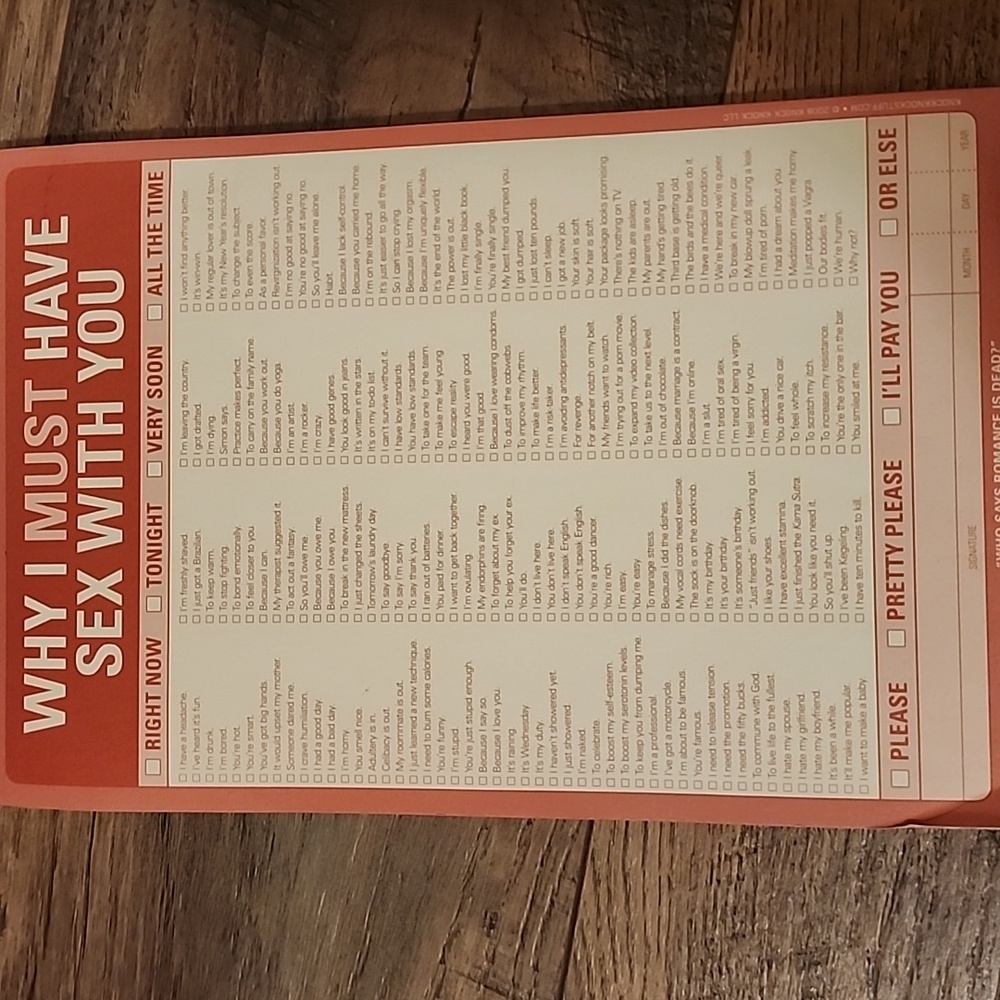 WHY I MUST HAVE
SEX WITH YOU
RIGHT NOW
TONIGHT
VERY SOON
ALL THE TIME
I have a headache.
I've heard it's fun.
I'm drunk.
I'm bored.
You're hot.
You're smart.
You've got big hands.
It would upset my mother.
Someone dared me.
I crave humiliation.
I had a good day.
I had a bad day.
I'm horny.
You smell nice.
Adultery is in.
Celibacy is out.
My roommate is out.
I just learned a new technique.
I need to burn some calories.
You're funny.
I'm stupid.
You're just stupid enough.
Because I say so.
Because I love you.
It's raining.
It's Wednesday.
It's my duty.
I haven't showered yet.
I just showered.
I'm naked.
To celebrate.
To boost my self-esteem.
To boost my serotonin levels.
To keep you from dumping me.
I'm a professional.
I've got a motorcycle.
I'm about to be famous.
You're famous.
I need to release tension.
I need the promotion.
I need the fifty bucks.
To commune with God.
To live life to the fullest.
I hate my spouse.
I hate my girlfriend.
I hate my boyfriend.
It's been a while.
It'll make me popular.
I want to make a baby.
I'm freshly shaved.
I just got a Brazilian.
To keep warm.
To stop fighting.
To bond emotionally.
To feel closer to you.
Because I can.
My therapist suggested it.
To act out a fantasy.
So you'll owe me.
Because you owe me.
Because I owe you.
To break in the new mattress.
I just changed the sheets.
Tomorrow's laundry day.
To say goodbye.
To say I'm sorry.
To say thank you.
I ran out of batteries.
You paid for dinner.
I want to get back together.
I'm ovulating.
My endorphins are firing.
To forget about my ex.
To help you forget your ex.
You'll do.
I don't live here.
You don't live here.
I don't speak English.
You don't speak English.
You're a good dancer.
You're rich.
I'm easy.
You're easy.
To manage stress.
Because I did the dishes.
My vocal cords need exercise.
The sock is on the doorknob.
It's my birthday.
It's your birthday.
It's someone's birthday.
"Just friends" isn't working out.
I like your shoes.
I have excellent stamina.
I just finished the Kama Sutra.
You look like you need it.
So you'll shut up.
I've been Kegeling.
I have ten minutes to kill.
I'm leaving the country.
I got drafted.
I'm dying.
Simon says.
Practice makes perfect.
To carry on the family name.
Because you work out.
Because you do yoga.
I'm an artist.
I'm a rocker.
I'm crazy.
I have good genes.
You look good in jeans.
It's written in the stars.
It's on my to-do list.
I can't survive without it.
I have low standards.
You have low standards.
To take one for the team.
To make me feel young.
To escape reality.
I heard you were good.
I'm that good.
Because I love wearing condoms.
To dust off the cobwebs.
To improve my rhythm.
To make life better.
I'm a risk taker.
I'm avoiding antidepressants.
For revenge.
For another notch on my belt.
My friends want to watch.
I'm trying out for a porn movie.
To expand my video collection.
To take us to the next level.
I'm out of chocolate.
Because marriage is a contract.
Because I'm online.
I'm a slut.
I'm tired of oral sex.
I'm tired of being a virgin.
I feel sorry for you.
I'm addicted.
You drive a nice car.
To feel whole.
To scratch my itch.
To increase my resistance.
You're the only one in the bar.
You smiled at me.
I won't find anything better.
It's win-win.
My regular lover is out of town.
It's my New Year's resolution.
To change the subject.
To even the score.
As a personal favor.
Revirginization isn't working out.
I'm no good at saying no.
You're no good at saying no.
So you'll leave me alone.
Habit.
Because I lack self-control.
Because you carried me home.
I'm on the rebound.
It's just easier to go all the way.
So I can stop crying.
Because I lost my orgasm.
Because I'm uniquely flexible.
It's the end of the world.
The power is out.
I lost my little black book.
I'm finally single.
You're finally single.
My best friend dumped you.
I got dumped.
I just lost ten pounds.
I can't sleep.
I got a new job.
Your skin is soft.
Your hair is soft.
Your package looks promising.
There's nothing on TV.
The kids are asleep.
My parents are out.
My hand's getting tired.
Third base is getting old.
The birds and the bees do it.
I have a medical condition.
We're here and we're queer.
To break in my new car.
My blowup doll sprung a leak.
I'm tired of porn.
I had a dream about you.
Meditation makes me horny.
I just popped a Viagra.
Our bodies fit.
We're human.
Why not?
PLEASE
PRETTY PLEASE
I'LL PAY YOU
OR ELSE
SIGNATURE
MONTH
DAY
YEAR
"WHO SAYS ROMANCE IS DEAD?"
KNOCKKNOCKSTUFF.COM • © 2008 KNOCK KNOCK LLC